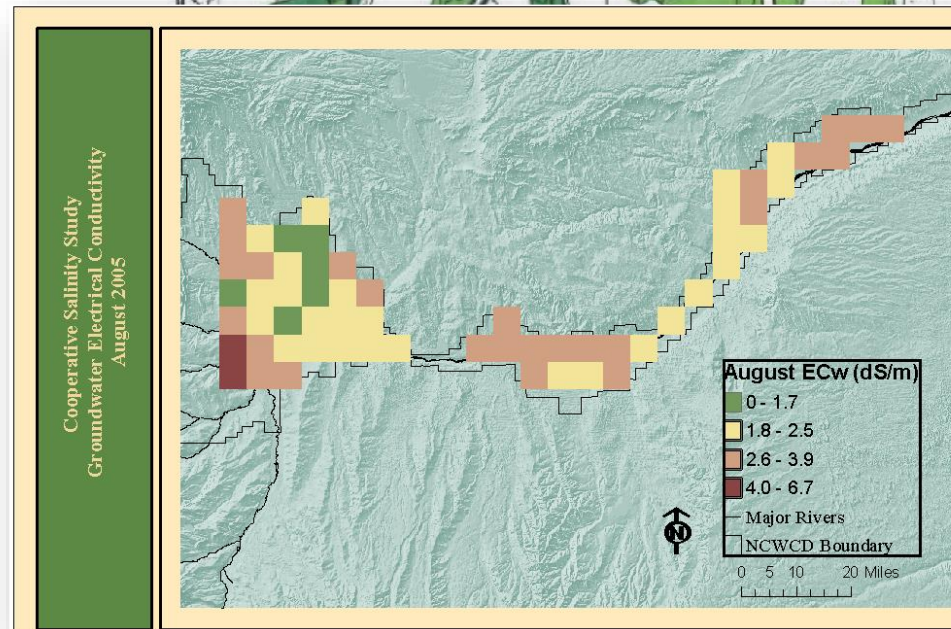 Cooperative Salinity Study
Groundwater Electrical Conductivity
August 2005
August ECw (dS/m)
0 - 1.7
1.8 - 2.5
2.6 - 3.9
4.0 - 6.7
Major Rivers
NCWCD Boundary
N
0 5 10 20 Miles